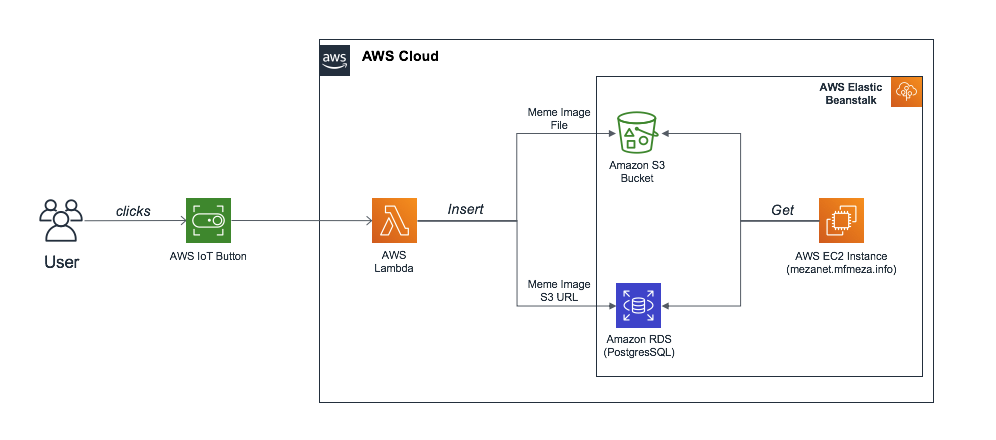 aws
AWS Cloud
AWS Elastic
Beanstalk
Meme Image
File
Amazon S3
Bucket
clicks
Insert
Get
User
AWS IoT Button
AWS
Lambda
AWS EC2 Instance
(mezanet.mfmeza.info)
Meme Image
S3 URL
Amazon RDS
(PostgresSQL)